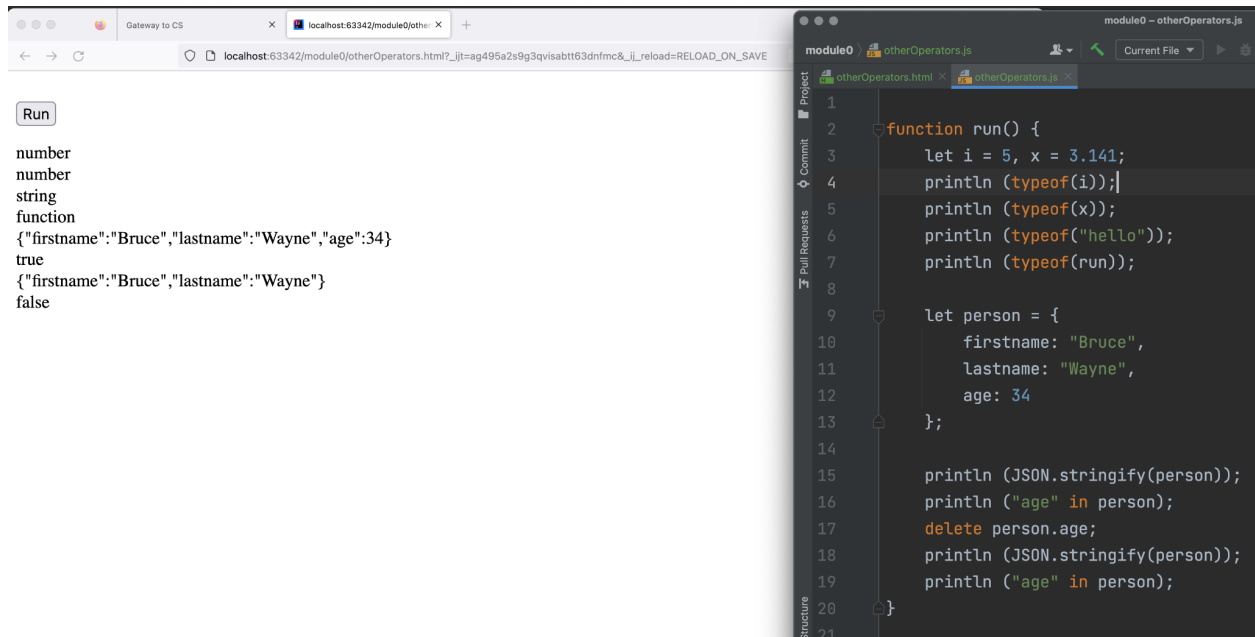 Gateway to CS
localhost:63342/module0/other
localhost:63342/module0/otherOperators.html?_ijt=ag495a2s9g3qvisabtt63dnfmc&_ij_reload=RELOAD_ON_SAVE
Run
number
number
string
function
{"firstname":"Bruce","lastname":"Wayne","age":34}
true
{"firstname":"Bruce","lastname":"Wayne"}
false
module0 – otherOperators.js
module0
otherOperators.js
Current File
otherOperators.html
otherOperators.js
Project
Commit
Pull Requests
Structure
1
2 function run() {
3 let i = 5, x = 3.141;
4 println (typeof(i));
5 println (typeof(x));
6 println (typeof("hello"));
7 println (typeof(run));
8
9 let person = {
10 firstname: "Bruce",
11 lastname: "Wayne",
12 age: 34
13 };
14
15 println (JSON.stringify(person));
16 println ("age" in person);
17 delete person.age;
18 println (JSON.stringify(person));
19 println ("age" in person);
20 }
21